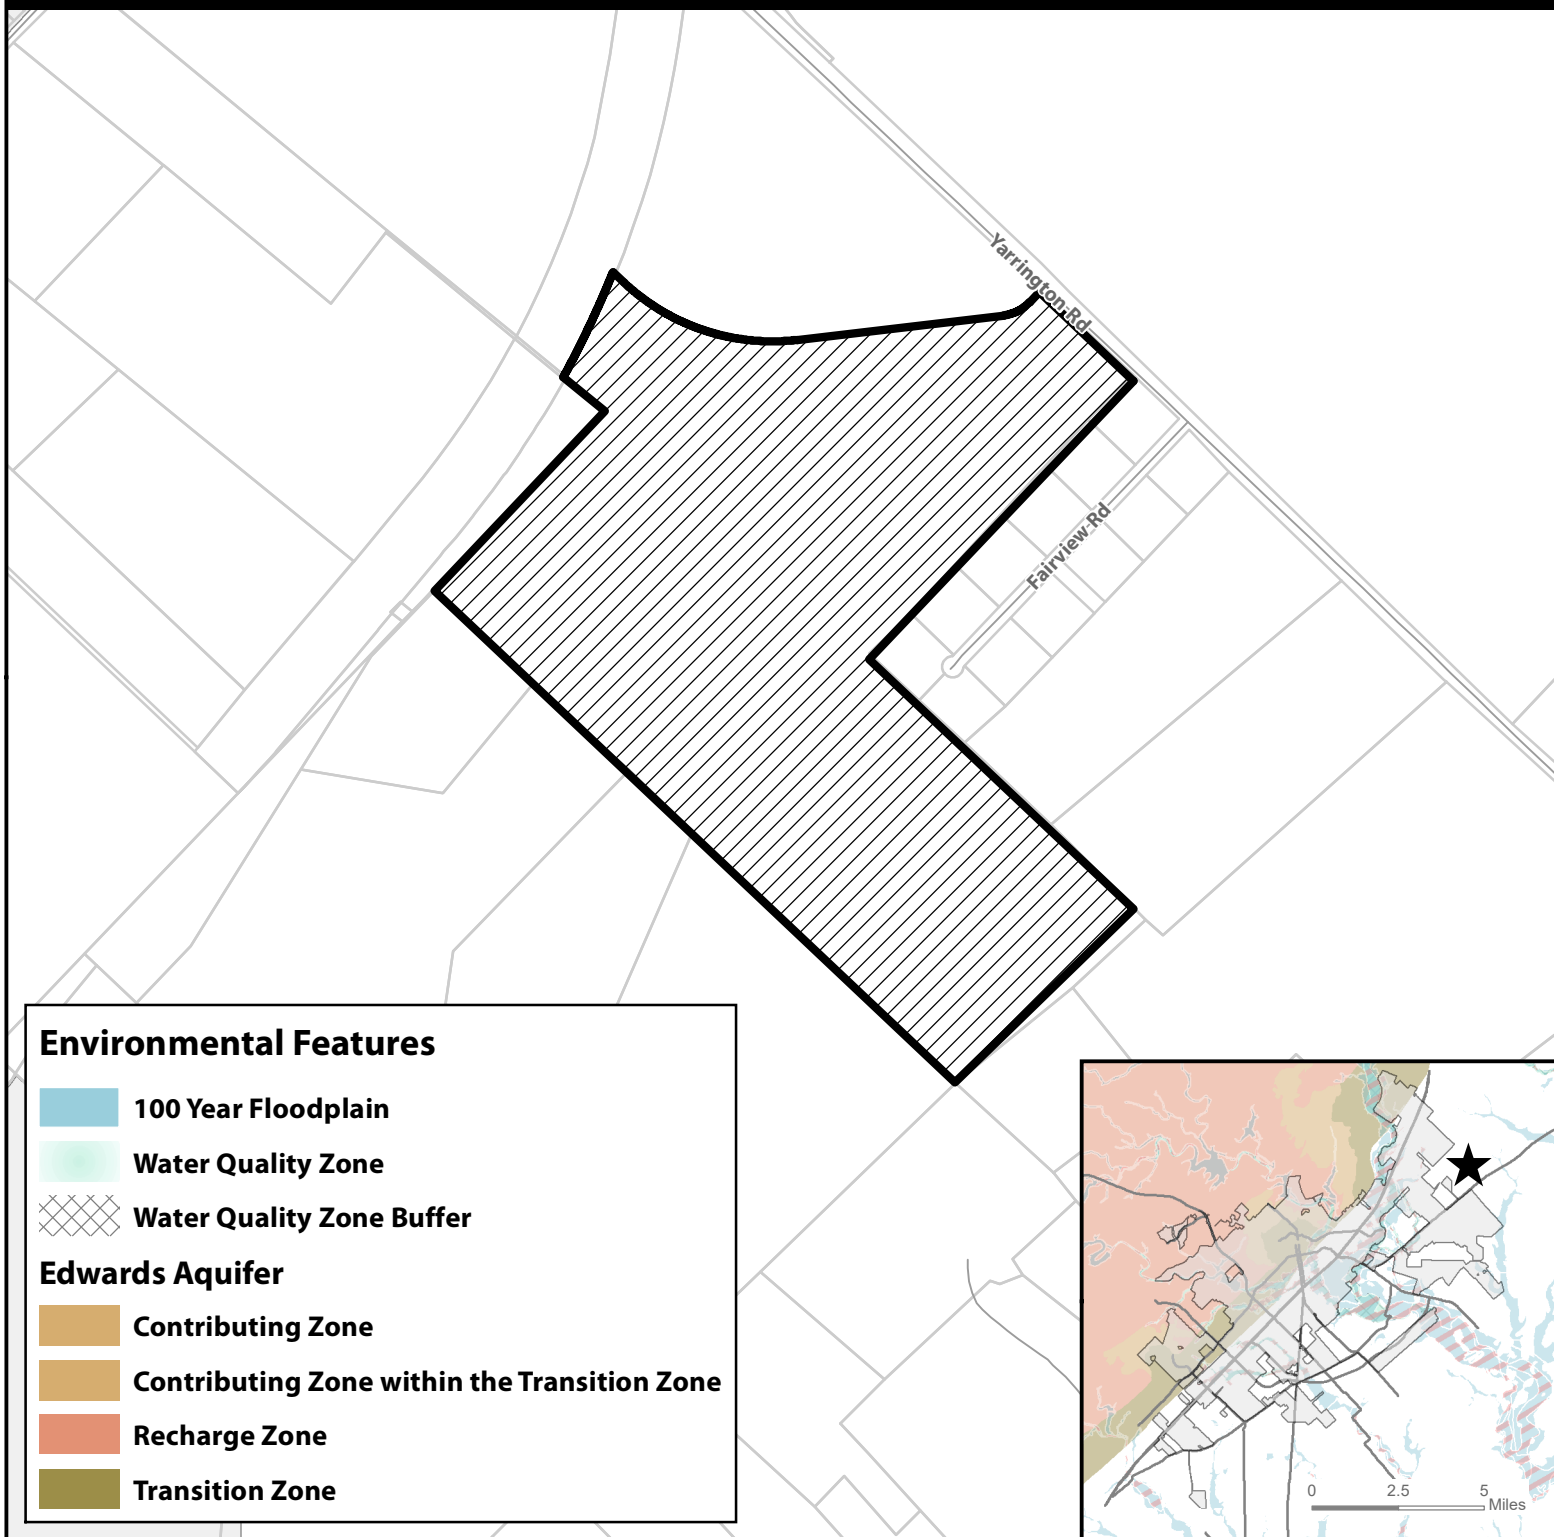 Yarrington Rd
Fairview Rd
Environmental Features
100 Year Floodplain
Water Quality Zone
Water Quality Zone Buffer
Edwards Aquifer
Contributing Zone
Contributing Zone within the Transition Zone
Recharge Zone
Transition Zone
0 2.5 5
Miles